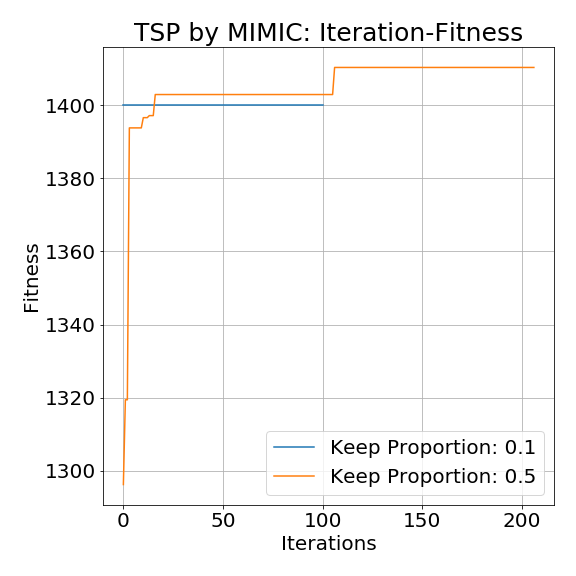 TSP by MIMIC: Iteration-Fitness
Fitness
1400
1380
1360
1340
1320
1300
Keep Proportion: 0.1
Keep Proportion: 0.5
0 50 100 150 200
Iterations